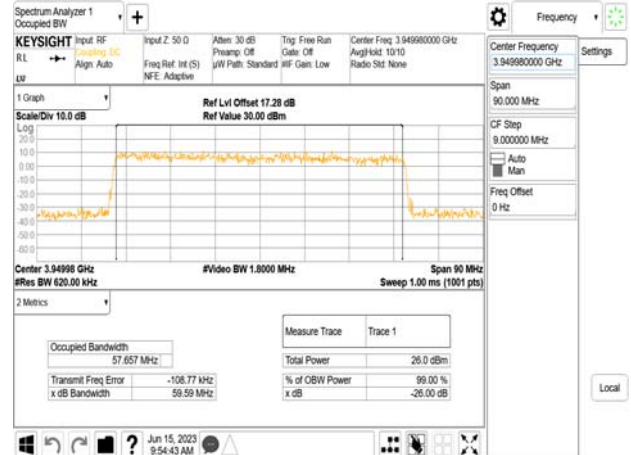 Spectrum Analyzer 1
Occupied BW
Frequency
KEYSIGHT
Input: RF
Coupling: DC
Align: Auto
RL
LVI
Input Z: 50 Ω
Freq Ref: Int (S)
NFE: Adaptive
Atten: 30 dB
Preamp: Off
µW Path: Standard
Trig: Free Run
Gate: Off
#IF Gain: Low
Center Freq: 3.949980000 GHz
Avg|Hold: 10/10
Radio Std: None
Center Frequency
3.949980000 GHz
Settings
Span
90.000 MHz
CF Step
9.000000 MHz
Auto
Man
Freq Offset
0 Hz
Local
1 Graph
Scale/Div 10.0 dB
Ref Lvl Offset 17.28 dB
Ref Value 30.00 dBm
Log
20.0
10.0
0.00
-10.0
-20.0
-30.0
-40.0
-50.0
-60.0
Center 3.94998 GHz
#Video BW 1.8000 MHz
Span 90 MHz
#Res BW 620.00 kHz
Sweep 1.00 ms (1001 pts)
2 Metrics
Measure Trace
Trace 1
Occupied Bandwidth
57.657 MHz
Total Power
26.0 dBm
Transmit Freq Error
-108.77 kHz
% of OBW Power
99.00 %
x dB Bandwidth
59.59 MHz
x dB
-26.00 dB
?
Jun 15, 2023
9:54:43 AM